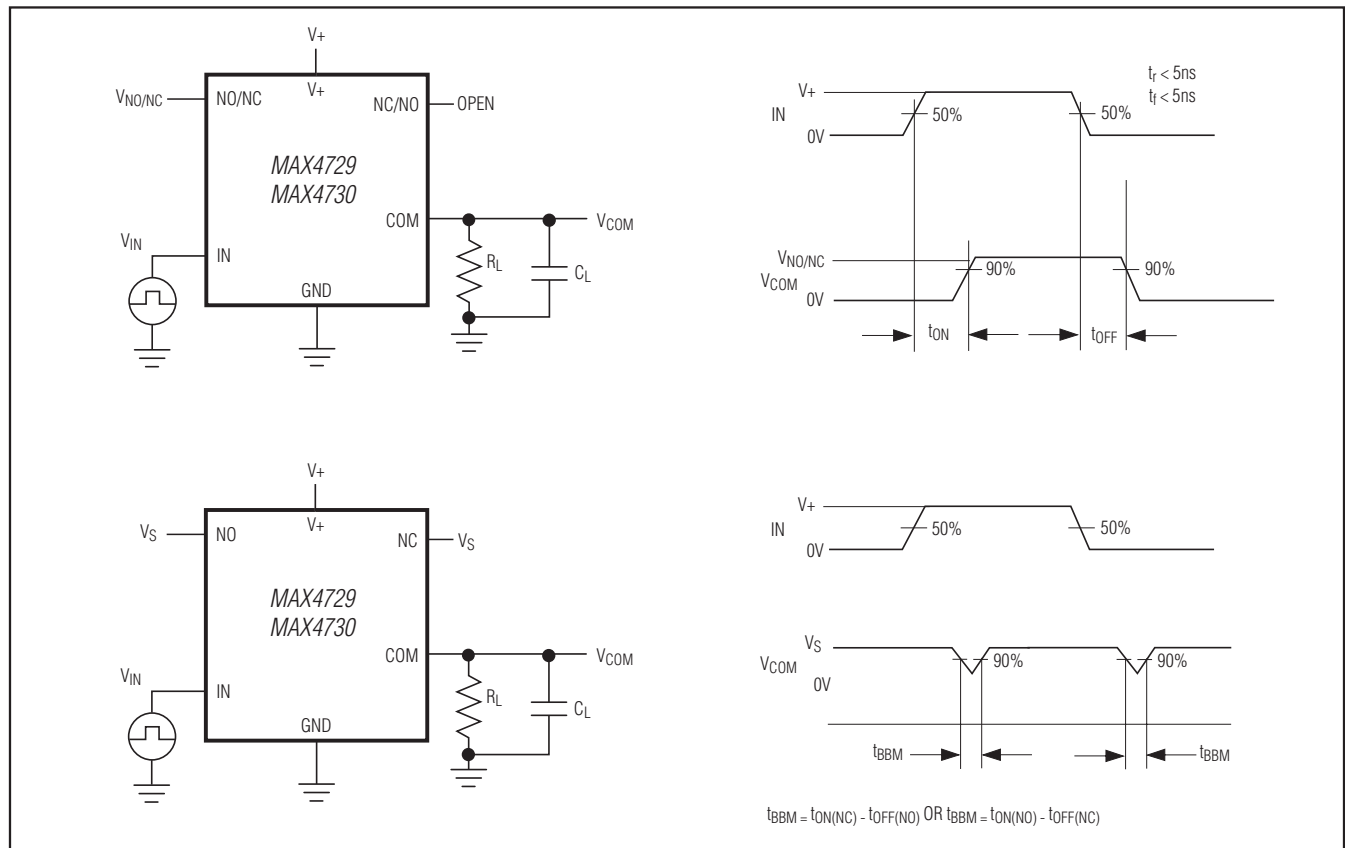 V+
V+
VNO/NC
NO/NC
NC/NO
OPEN
MAX4729
MAX4730
COM
VCOM
VIN
IN
RL
CL
GND
tr < 5ns
tf < 5ns
V+
IN
50%
50%
0V
VNO/NC
90%
90%
VCOM
0V
tON
tOFF
V+
V+
VS
NO
NC
VS
MAX4729
MAX4730
COM
VCOM
VIN
IN
RL
CL
GND
V+
IN
50%
50%
0V
VS
VCOM
90%
90%
0V
tBBM
tBBM
tBBM = tON(NC) - tOFF(NO) OR tBBM = tON(NO) - tOFF(NC)